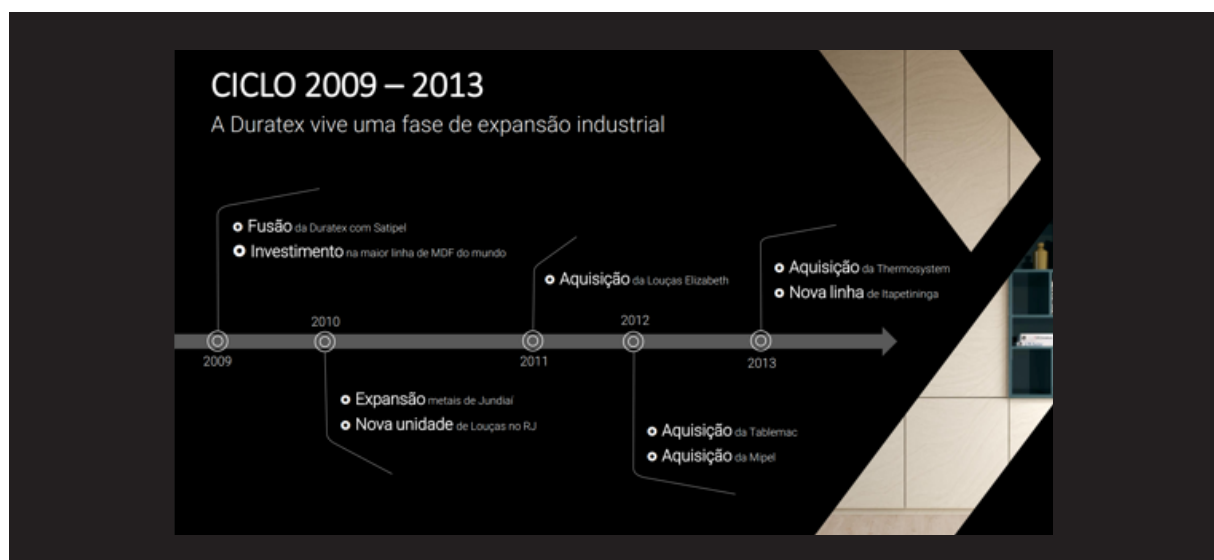 CICLO 2009 – 2013
A Duratex vive uma fase de expansão industrial
Fusão da Duratex com Satipel
Investimento na maior linha de MDF do mundo
2009
2010
Expansão metais de Jundiaí
Nova unidade de Louças no RJ
Aquisição da Louças Elizabeth
2011
2012
Aquisição da Tablemac
Aquisição da Mipel
Aquisição da Thermosystem
Nova linha de Itapetininga
2013